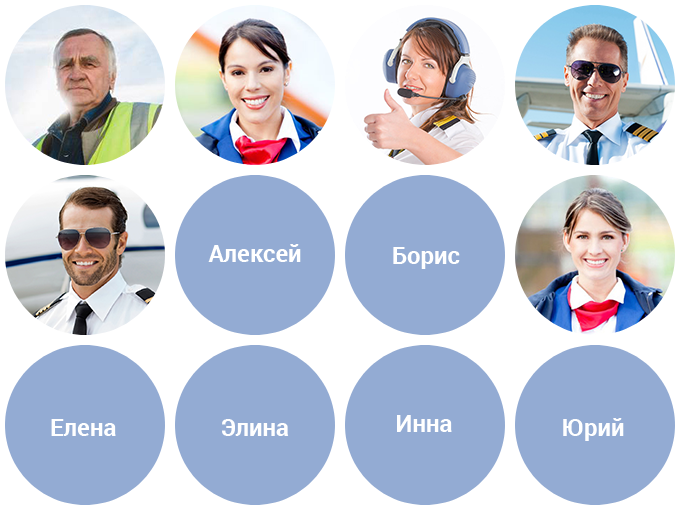 Алексей
Борис
Елена
Элина
Инна
Юрий